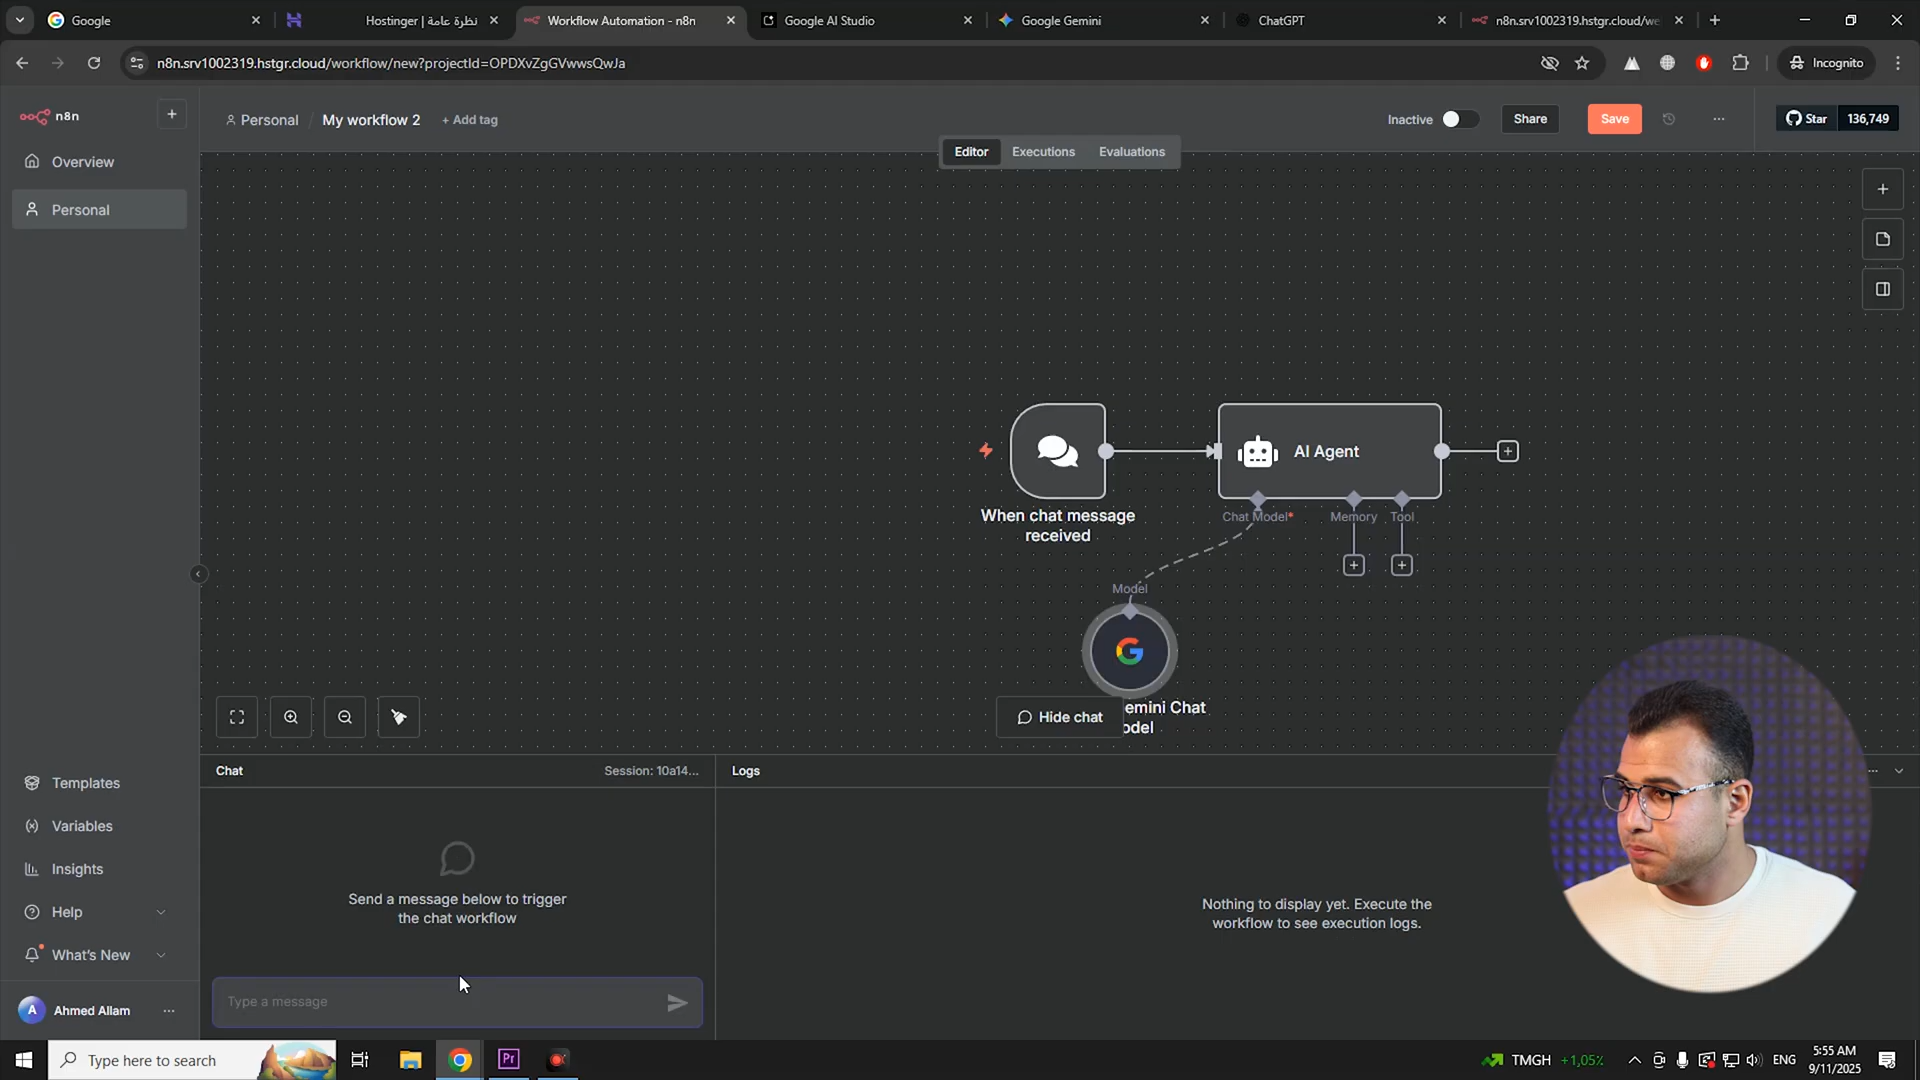 Google
Hostinger | نظرة عامة
Workflow Automation - n8n
Google AI Studio
Google Gemini
ChatGPT
n8n.srv1002319.hstgr.cloud/we
n8n.srv1002319.hstgr.cloud/workflow/new?projectId=OPDXvZgGVwwsQwJa
Incognito
n8n
Personal / My workflow 2 + Add tag
Inactive
Share
Save
...
Star 136,749
Editor Executions Evaluations
Overview
Personal
AI Agent
When chat message
received
Chat Model*
Memory
Tool
Model
emini Chat
odel
Hide chat
Chat
Session: 10a14...
Logs
Templates
Variables
Insights
Help
What's New
Ahmed Allam
...
Send a message below to trigger
the chat workflow
Type a message
Nothing to display yet. Execute the
workflow to see execution logs.
Type here to search
Pr
TMGH +1,05%
ENG
5:55 AM
9/11/2025